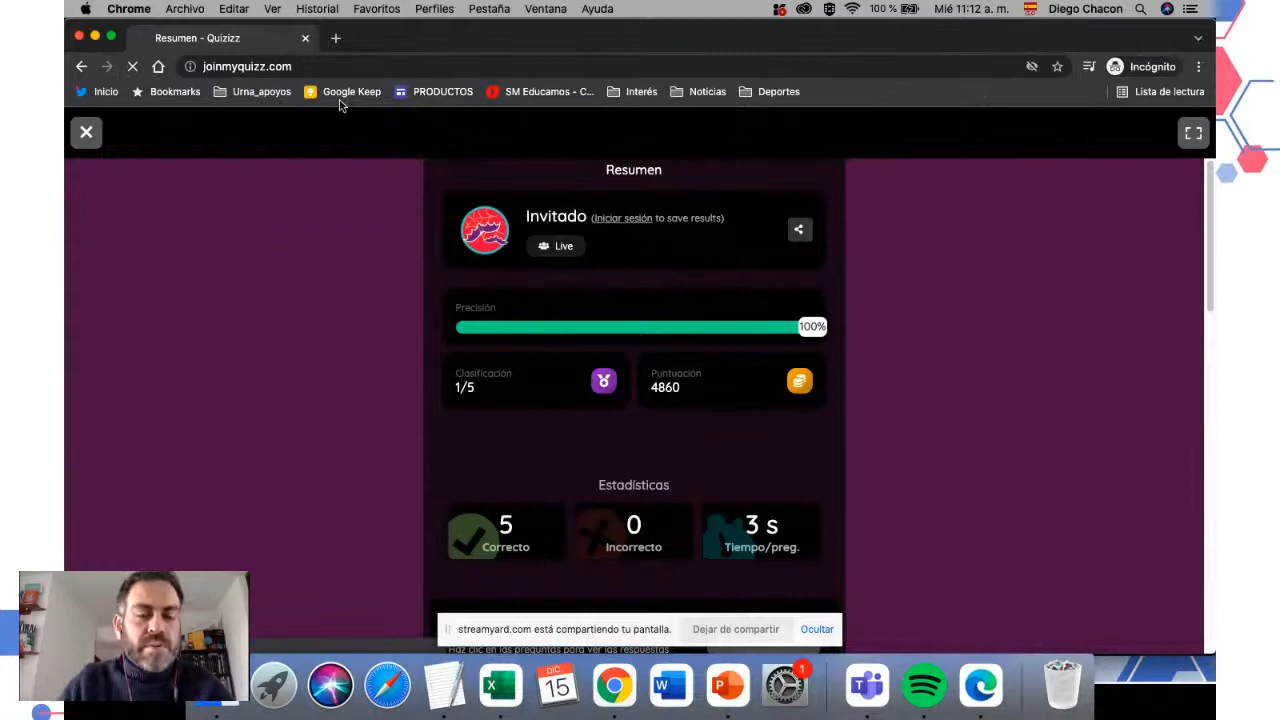 Chrome Archivo Editar Ver Historial Favoritos Perfiles Pestaña Ventana Ayuda 100 % Mié 11:12 a. m. Diego Chacon
Resumen - Quizizz
joinmyquizz.com Incógnito
Inicio Bookmarks Urna_apoyos Google Keep PRODUCTOS SM Educamos - C... Interés Noticias Deportes Lista de lectura
Resumen
Invitado (Iniciar sesión to save results)
Live
Precisión
100%
Clasificación
1/5
Puntuación
4860
Estadísticas
5 0 3 s
Correcto Incorrecto Tiempo/preg.
streamyard.com está compartiendo tu pantalla. Dejar de compartir Ocultar
Haz clic en las preguntas para ver las respuestas
DIC
15
1